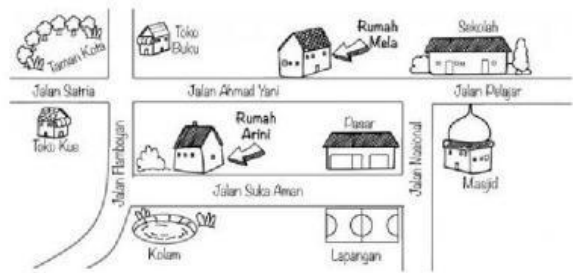 Taman Kota
Toko
Buku
Rumah
Mela
Sekolah
Jalan Satria
Jalan Ahmad Yani
Jalan Pelajar
Toko Kue
Jalan Flamboyan
Rumah
Arini
Pasar
Jalan Nasional
Masjid
Jalan Suka Aman
Kolam
Lapangan